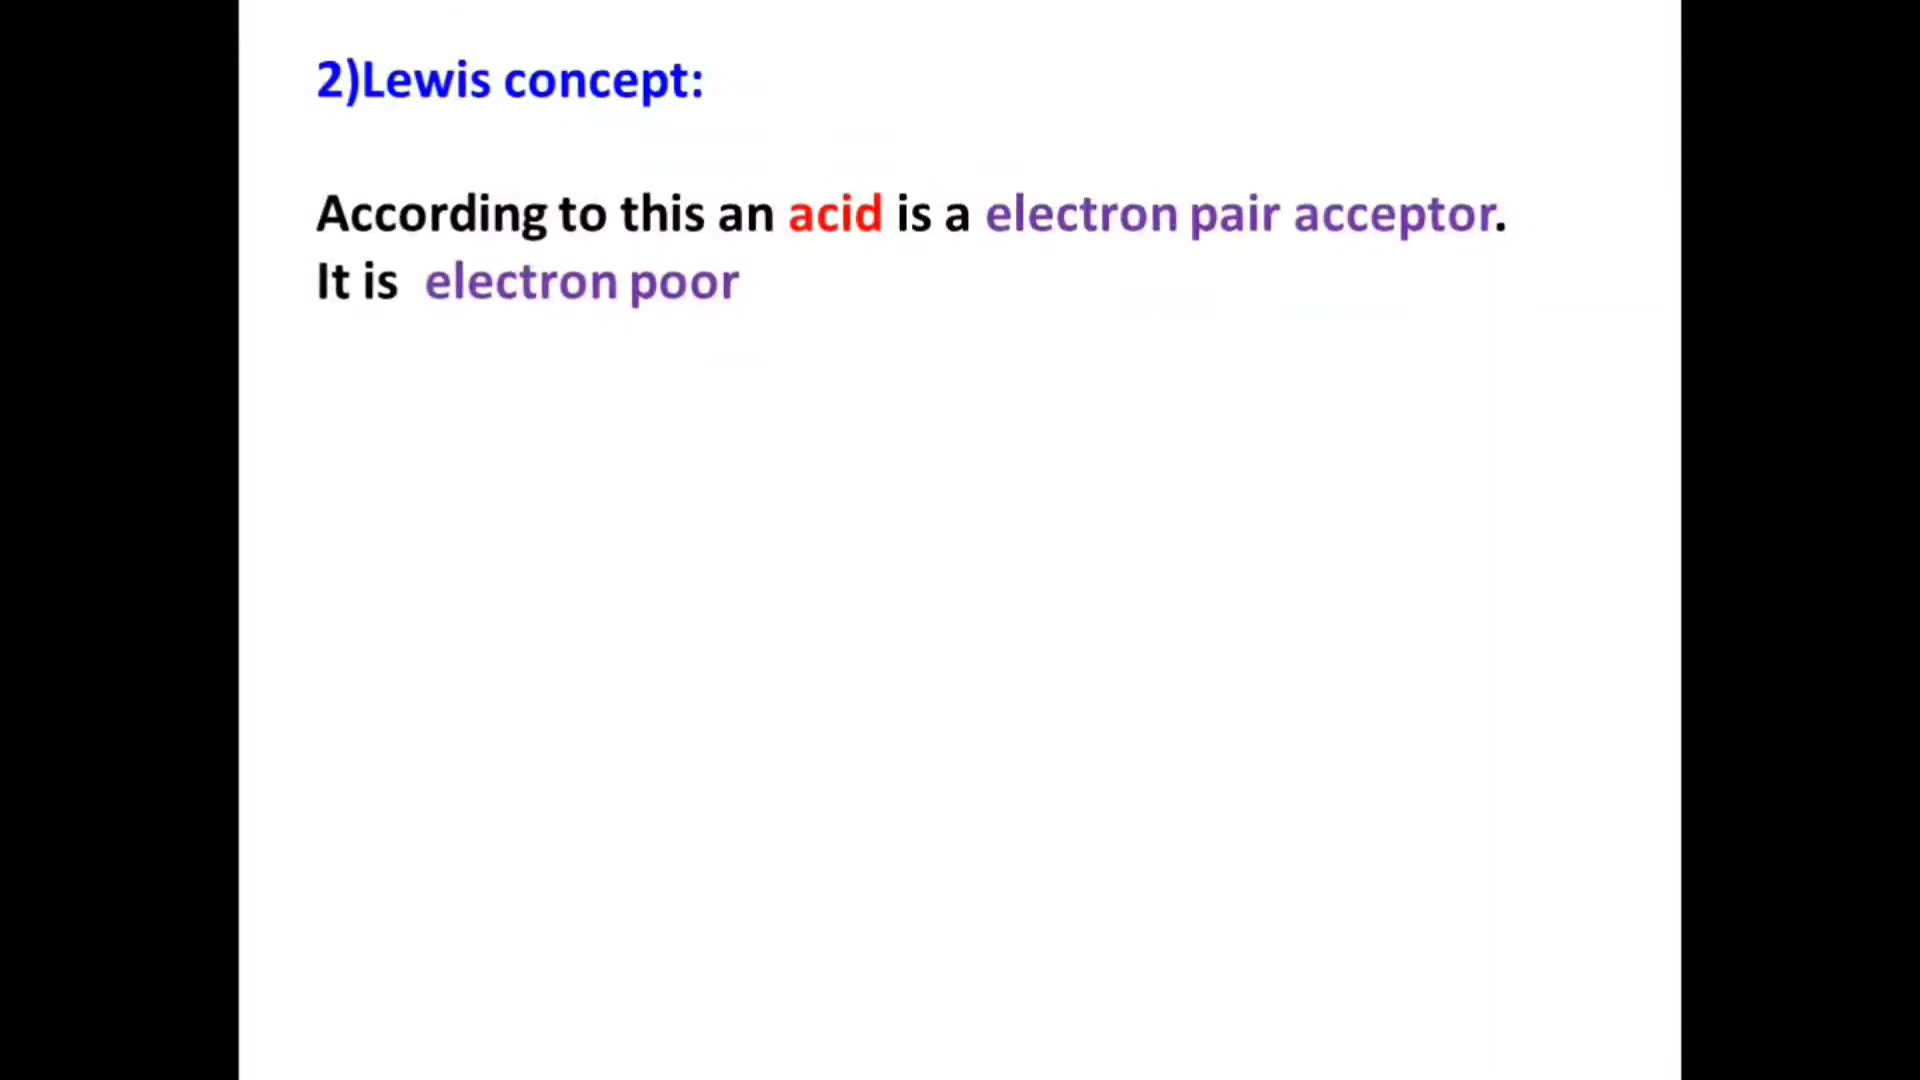 2)Lewis concept:
According to this an acid is a electron pair acceptor.
It is  electron poor